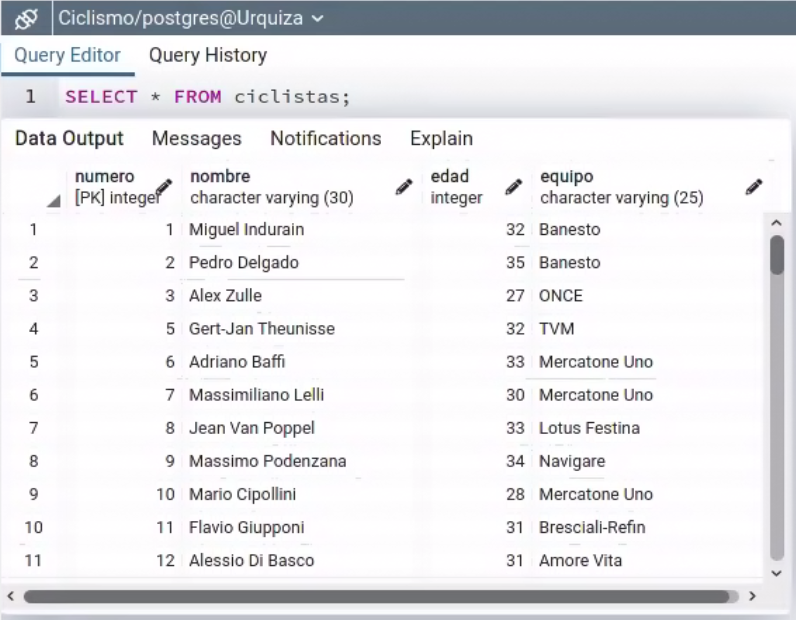 Ciclismo/postgres@Urquiza
Query Editor Query History
1 SELECT * FROM ciclistas;
Data Output Messages Notifications Explain
numero nombre edad equipo
[PK] integer character varying (30) integer character varying (25)
1 1 Miguel Indurain 32 Banesto
2 2 Pedro Delgado 35 Banesto
3 3 Alex Zulle 27 ONCE
4 5 Gert-Jan Theunisse 32 TVM
5 6 Adriano Baffi 33 Mercatone Uno
6 7 Massimiliano Lelli 30 Mercatone Uno
7 8 Jean Van Poppel 33 Lotus Festina
8 9 Massimo Podenzana 34 Navigare
9 10 Mario Cipollini 28 Mercatone Uno
10 11 Flavio Giupponi 31 Bresciali-Refin
11 12 Alessio Di Basco 31 Amore Vita